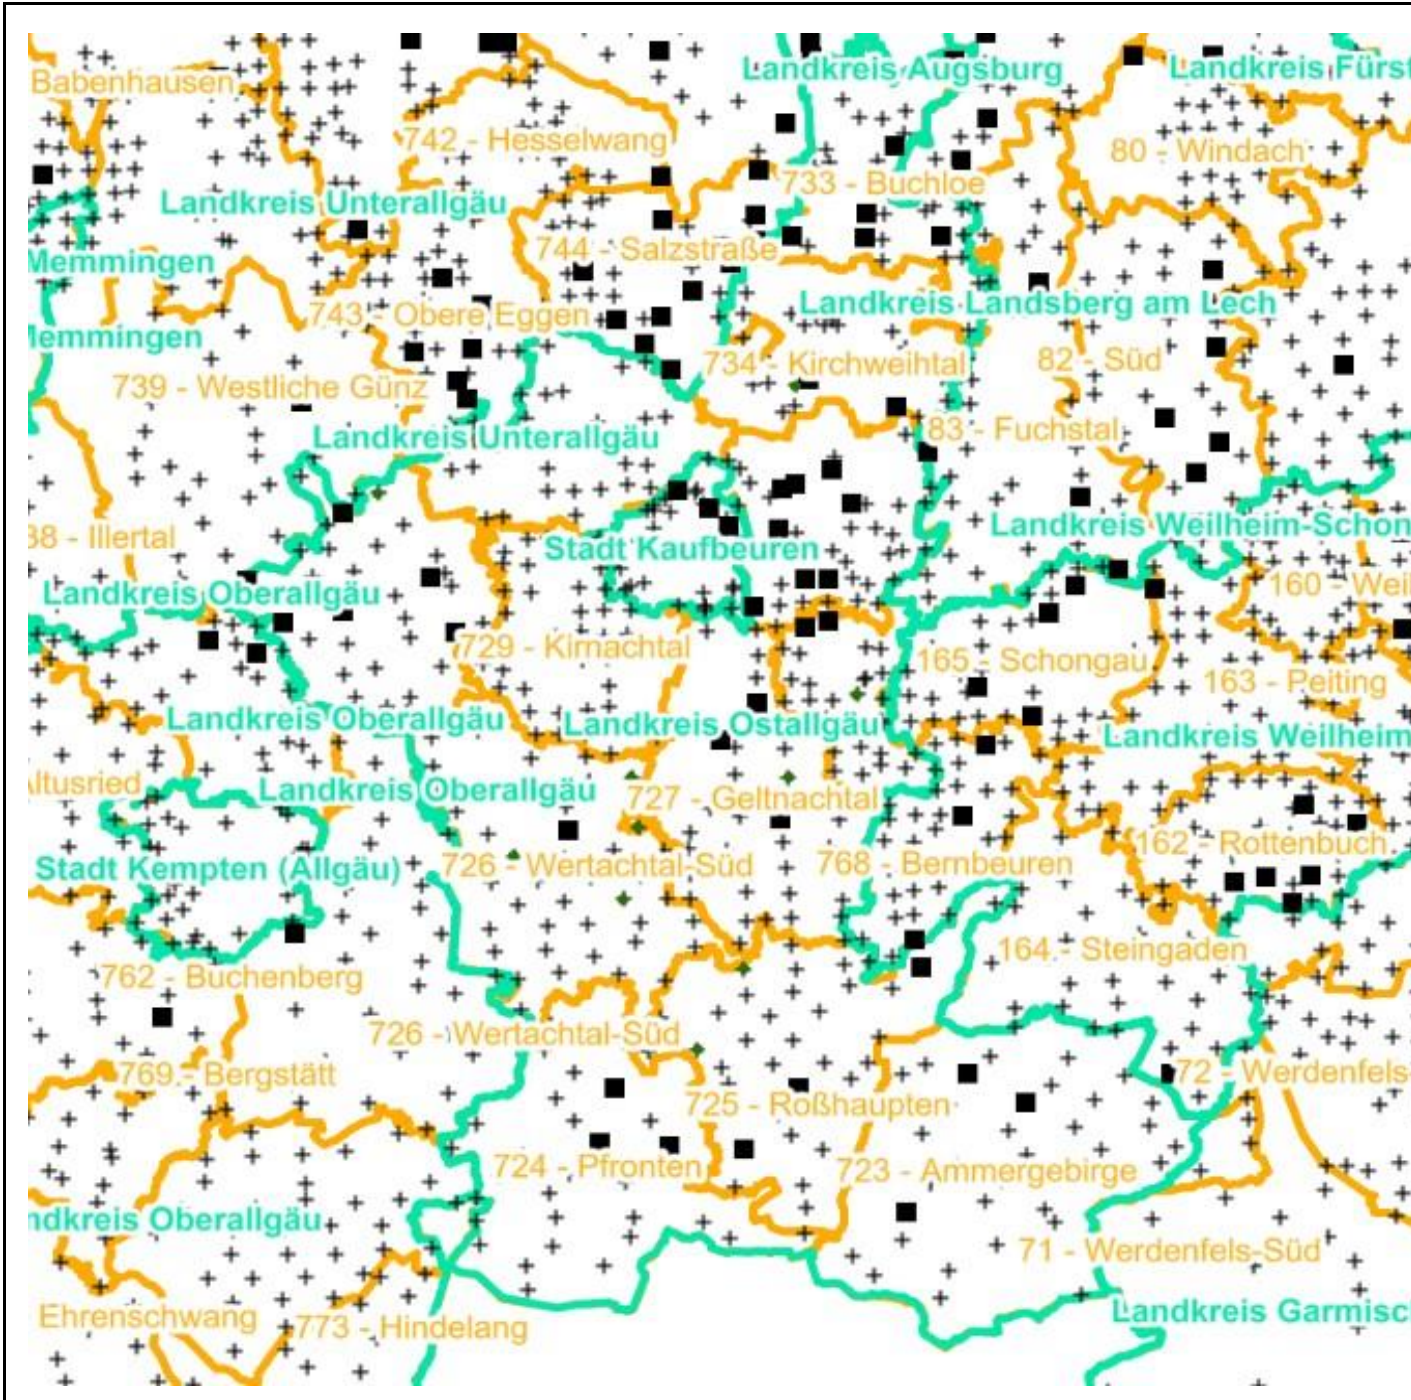 Landkreis Augsburg
Landkreis Fürst
Babenhausen
742 - Hesselwang
80 - Windach
733 - Buchloe
Landkreis Unterallgäu
744 - Salzstraße
Memmingen
Landkreis Landsberg am Lech
743 - Obere Eggen
Memmingen
734 - Kirchweihtal
82 - Süd
739 - Westliche Günz
83 - Fuchstal
Landkreis Unterallgäu
Landkreis Weilheim-Schon
38 - Illertal
Stadt Kaufbeuren
160 - Weil
Landkreis Oberallgäu
729 - Kirnachtal
165 - Schongau
163 - Peiting
Landkreis Oberallgäu
Landkreis Ostallgäu
Landkreis Weilheim
Altusried
Landkreis Oberallgäu
727 - Geltnachtal
162 - Rottenbuch
Stadt Kempten (Allgäu)
726 - Wertachtal-Süd
768 - Bernbeuren
164 - Steingaden
762 - Buchenberg
726 - Wertachtal-Süd
769 - Bergstätt
72 - Werdenfels-
725 - Roßhaupten
724 - Pfronten
723 - Ammergebirge
ndkreis Oberallgäu
71 - Werdenfels-Süd
Ehrenschwang
773 - Hindelang
Landkreis Garmisc